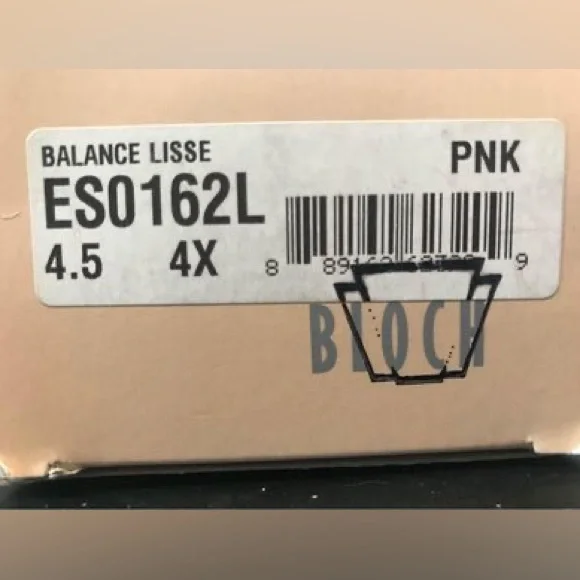 BALANCE LISSE PNK
ES0162L
4.5 4X
BLOCH